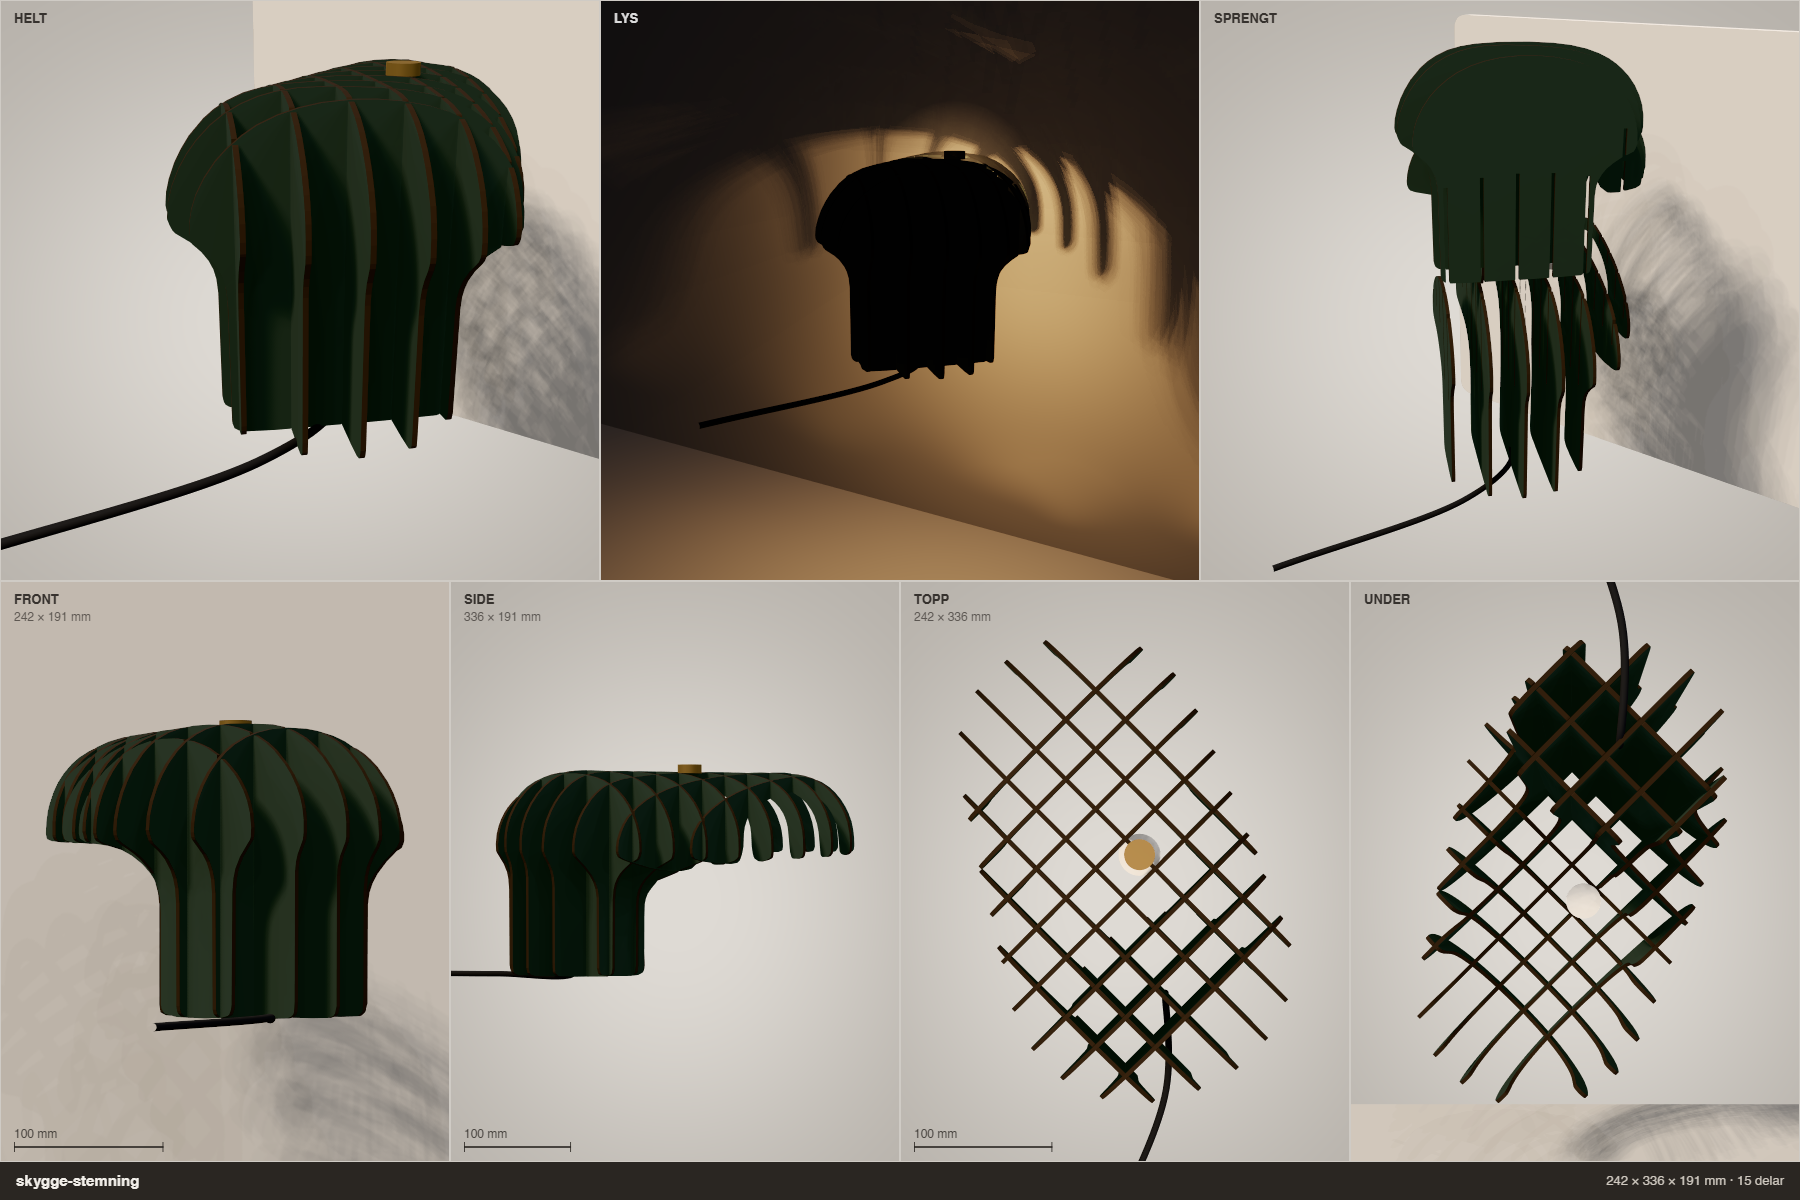 HELT
LYS
SPRENGT
FRONT
242 × 191 mm
SIDE
336 × 191 mm
TOPP
242 × 336 mm
UNDER
100 mm
100 mm
100 mm
skygge-stemning
242 × 336 × 191 mm · 15 delar